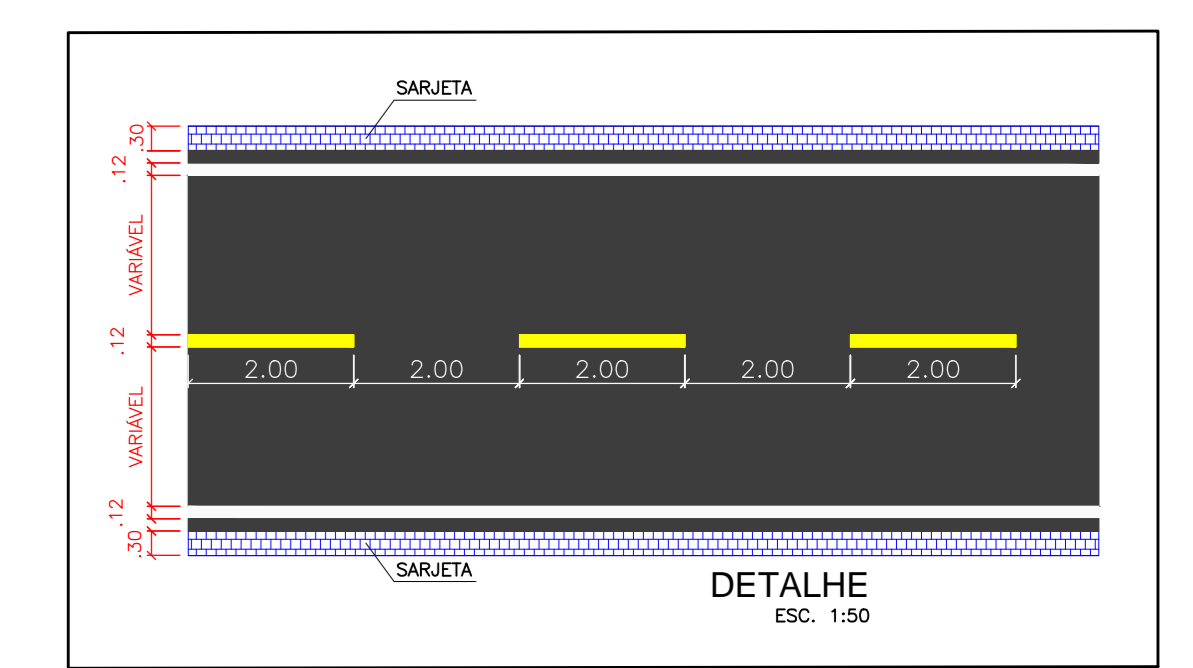 SARJETA
.30
.12
VARIÁVEL
.12
2.00 2.00 2.00 2.00 2.00
VARIÁVEL
.12
.30
SARJETA
DETALHE
ESC. 1:50